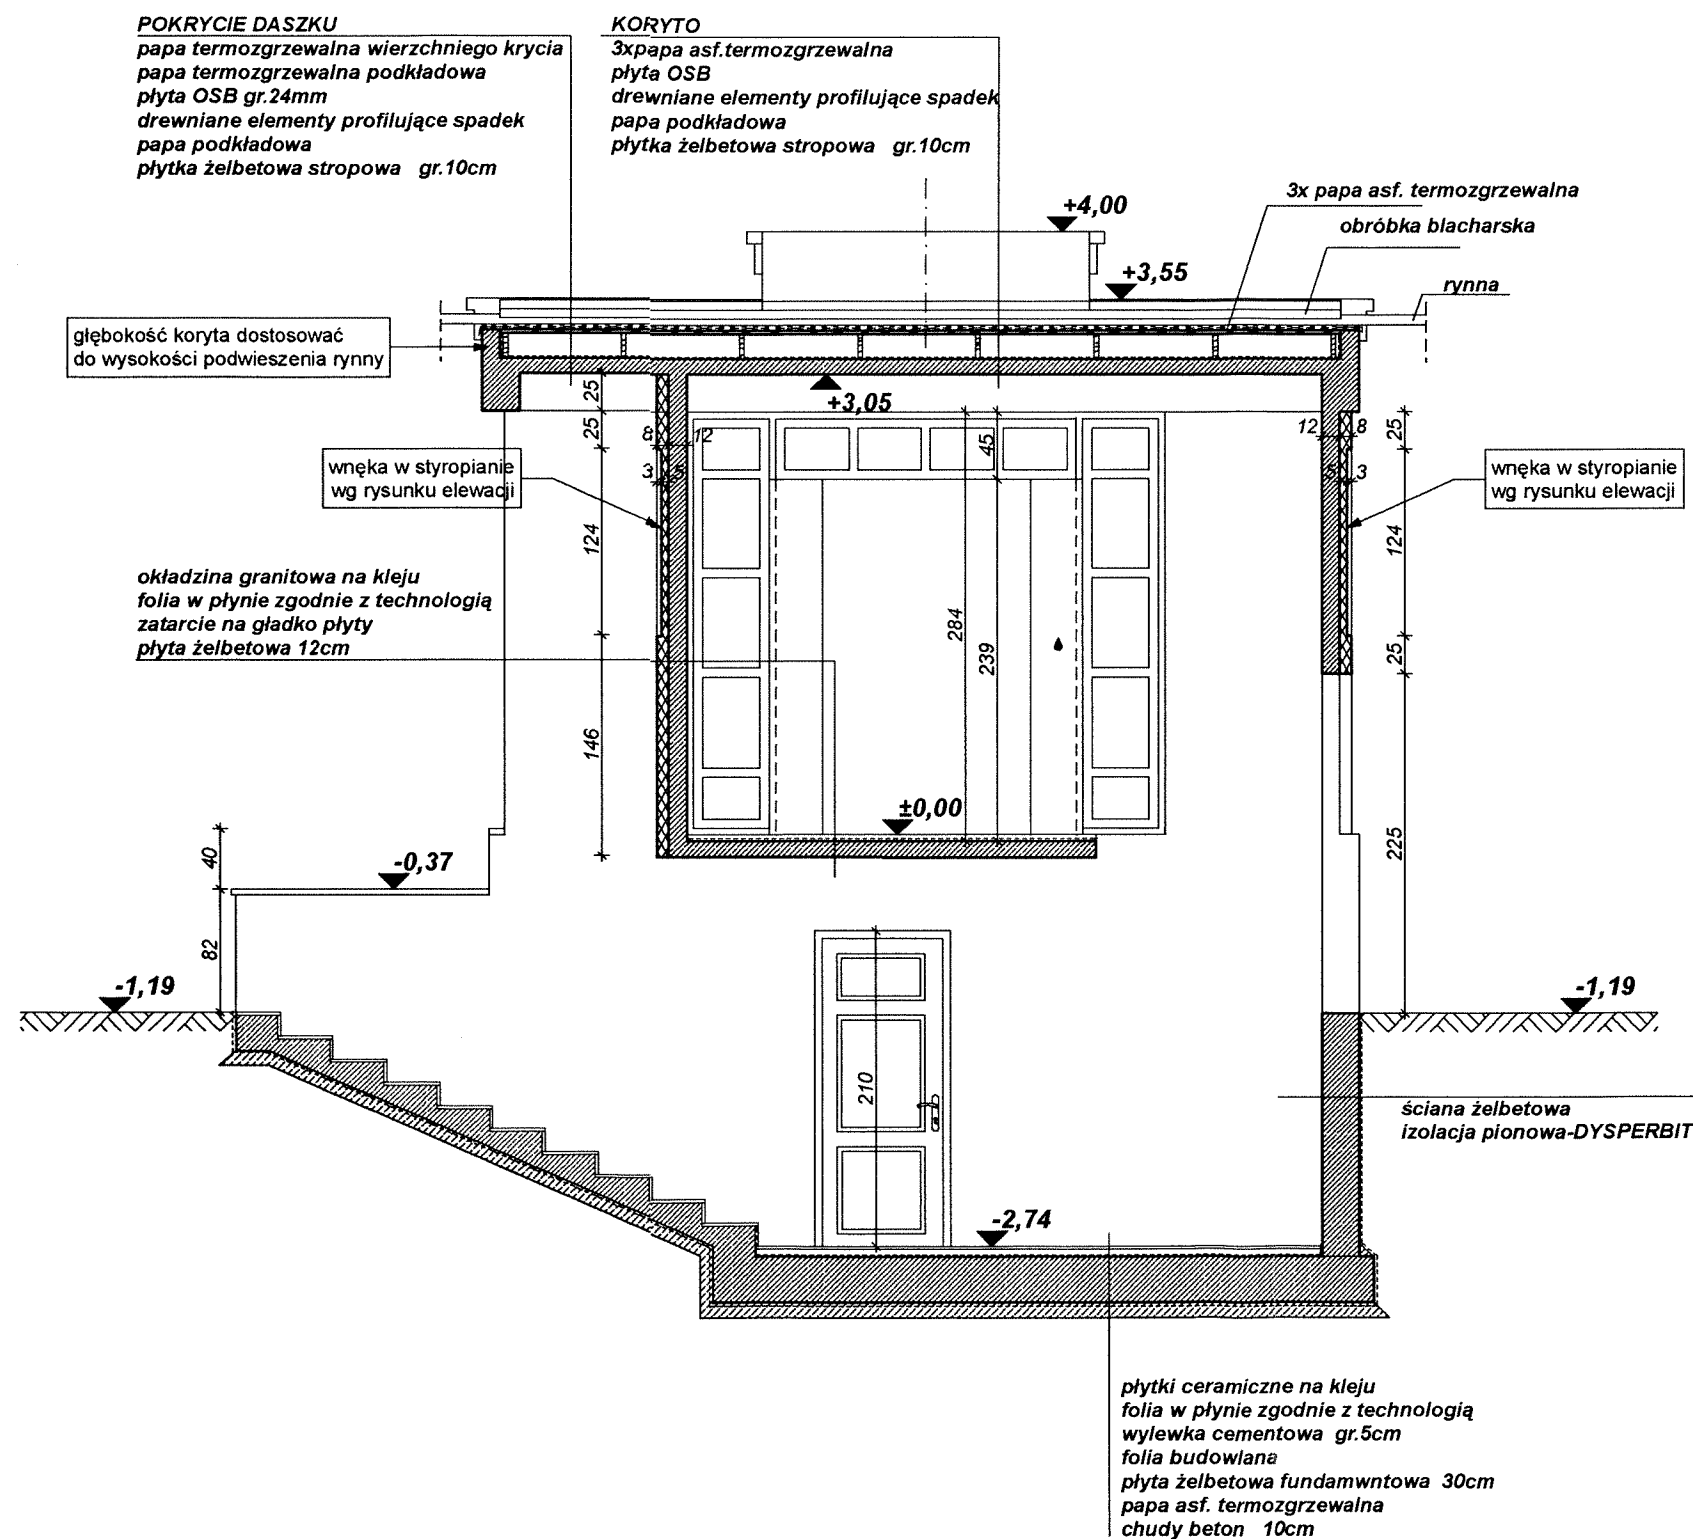 POKRYCIE DASZKU
papa termozgrzewalna wierzchniego krycia
papa termozgrzewalna podkładowa
płyta OSB gr.24mm
drewniane elementy profilujące spadek
papa podkładowa
płytka żelbetowa stropowa gr.10cm
KORYTO
3xpapa asf.termozgrzewalna
płyta OSB
drewniane elementy profilujące spadek
papa podkładowa
płytka żelbetowa stropowa gr.10cm
3x papa asf. termozgrzewalna
obróbka blacharska
rynna
+4,00
+3,55
głębokość koryta dostosować
do wysokości podwieszenia rynny
+3,05
25
25
8
12
3
5
124
146
45
284
239
12
8
5
3
25
124
25
225
wnęka w styropianie
wg rysunku elewacji
wnęka w styropianie
wg rysunku elewacji
okładzina granitowa na kleju
folia w płynie zgodnie z technologią
zatarcie na gładko płyty
płyta żelbetowa 12cm
±0,00
40
-0,37
82
-1,19
-1,19
210
ściana żelbetowa
izolacja pionowa-DYSPERBIT
-2,74
płytki ceramiczne na kleju
folia w płynie zgodnie z technologią
wylewka cementowa gr.5cm
folia budowlana
płyta żelbetowa fundamwntowa 30cm
papa asf. termozgrzewalna
chudy beton 10cm